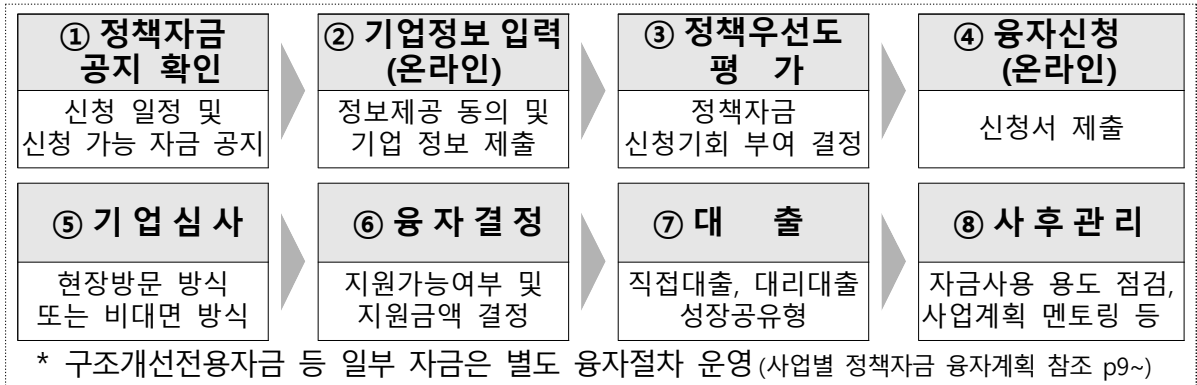 ① 정책자금
공지 확인
신청 일정 및
신청 가능 자금 공지
② 기업정보 입력
(온라인)
정보제공 동의 및
기업 정보 제출
③ 정책우선도
평 가
정책자금
신청기회 부여 결정
④ 융자신청
(온라인)
신청서 제출
⑤ 기 업 심 사
현장방문 방식
또는 비대면 방식
⑥ 융 자 결 정
지원가능여부 및
지원금액 결정
⑦ 대 출
직접대출, 대리대출
성장공유형
⑧ 사 후 관 리
자금사용 용도 점검,
사업계획 멘토링 등
* 구조개선전용자금 등 일부 자금은 별도 융자절차 운영 (사업별 정책자금 융자계획 참조 p9~)